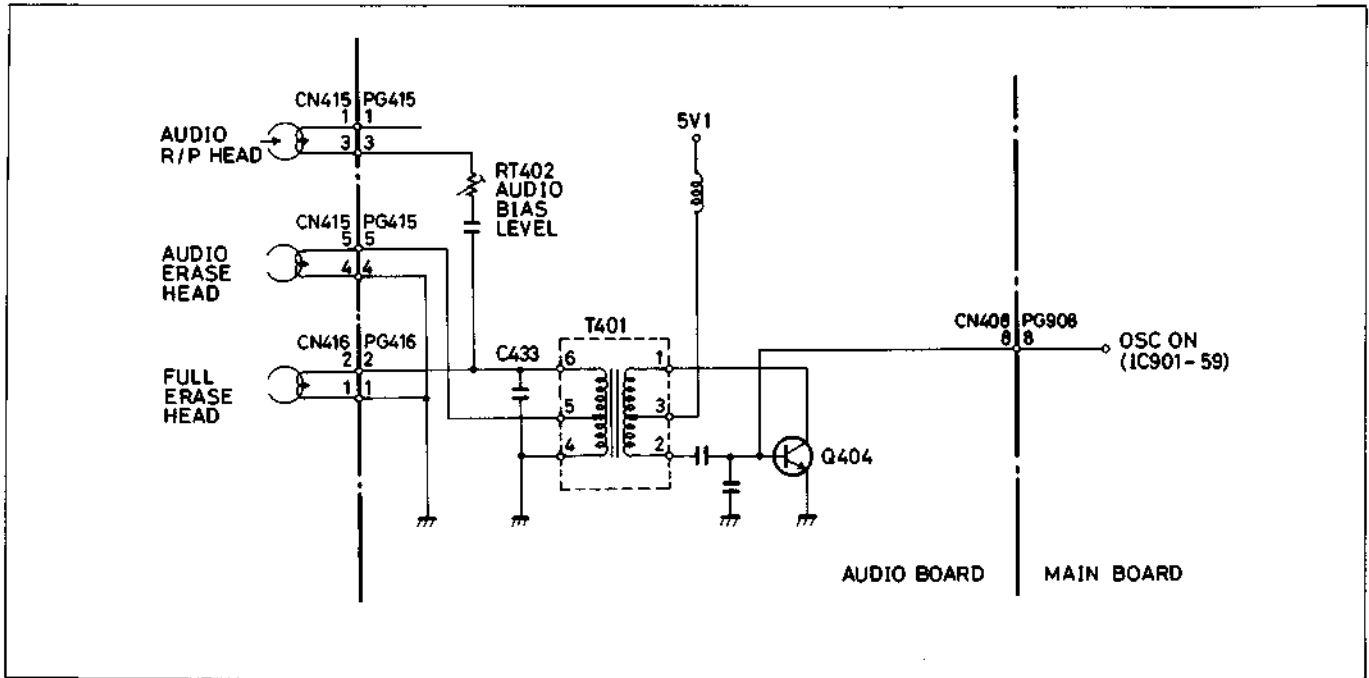 CN415 PG415
1 1
AUDIO
R/P HEAD
3 3
RT402
AUDIO
BIAS
LEVEL
5V1
CN415 PG415
5 5
AUDIO
ERASE
HEAD
4 4
CN416 PG416
2 2
FULL
ERASE
HEAD
1 1
C433
T401
6
5
4
1
3
2
Q404
CN408 PG908
8 8
OSC ON
(IC901-59)
AUDIO BOARD
MAIN BOARD